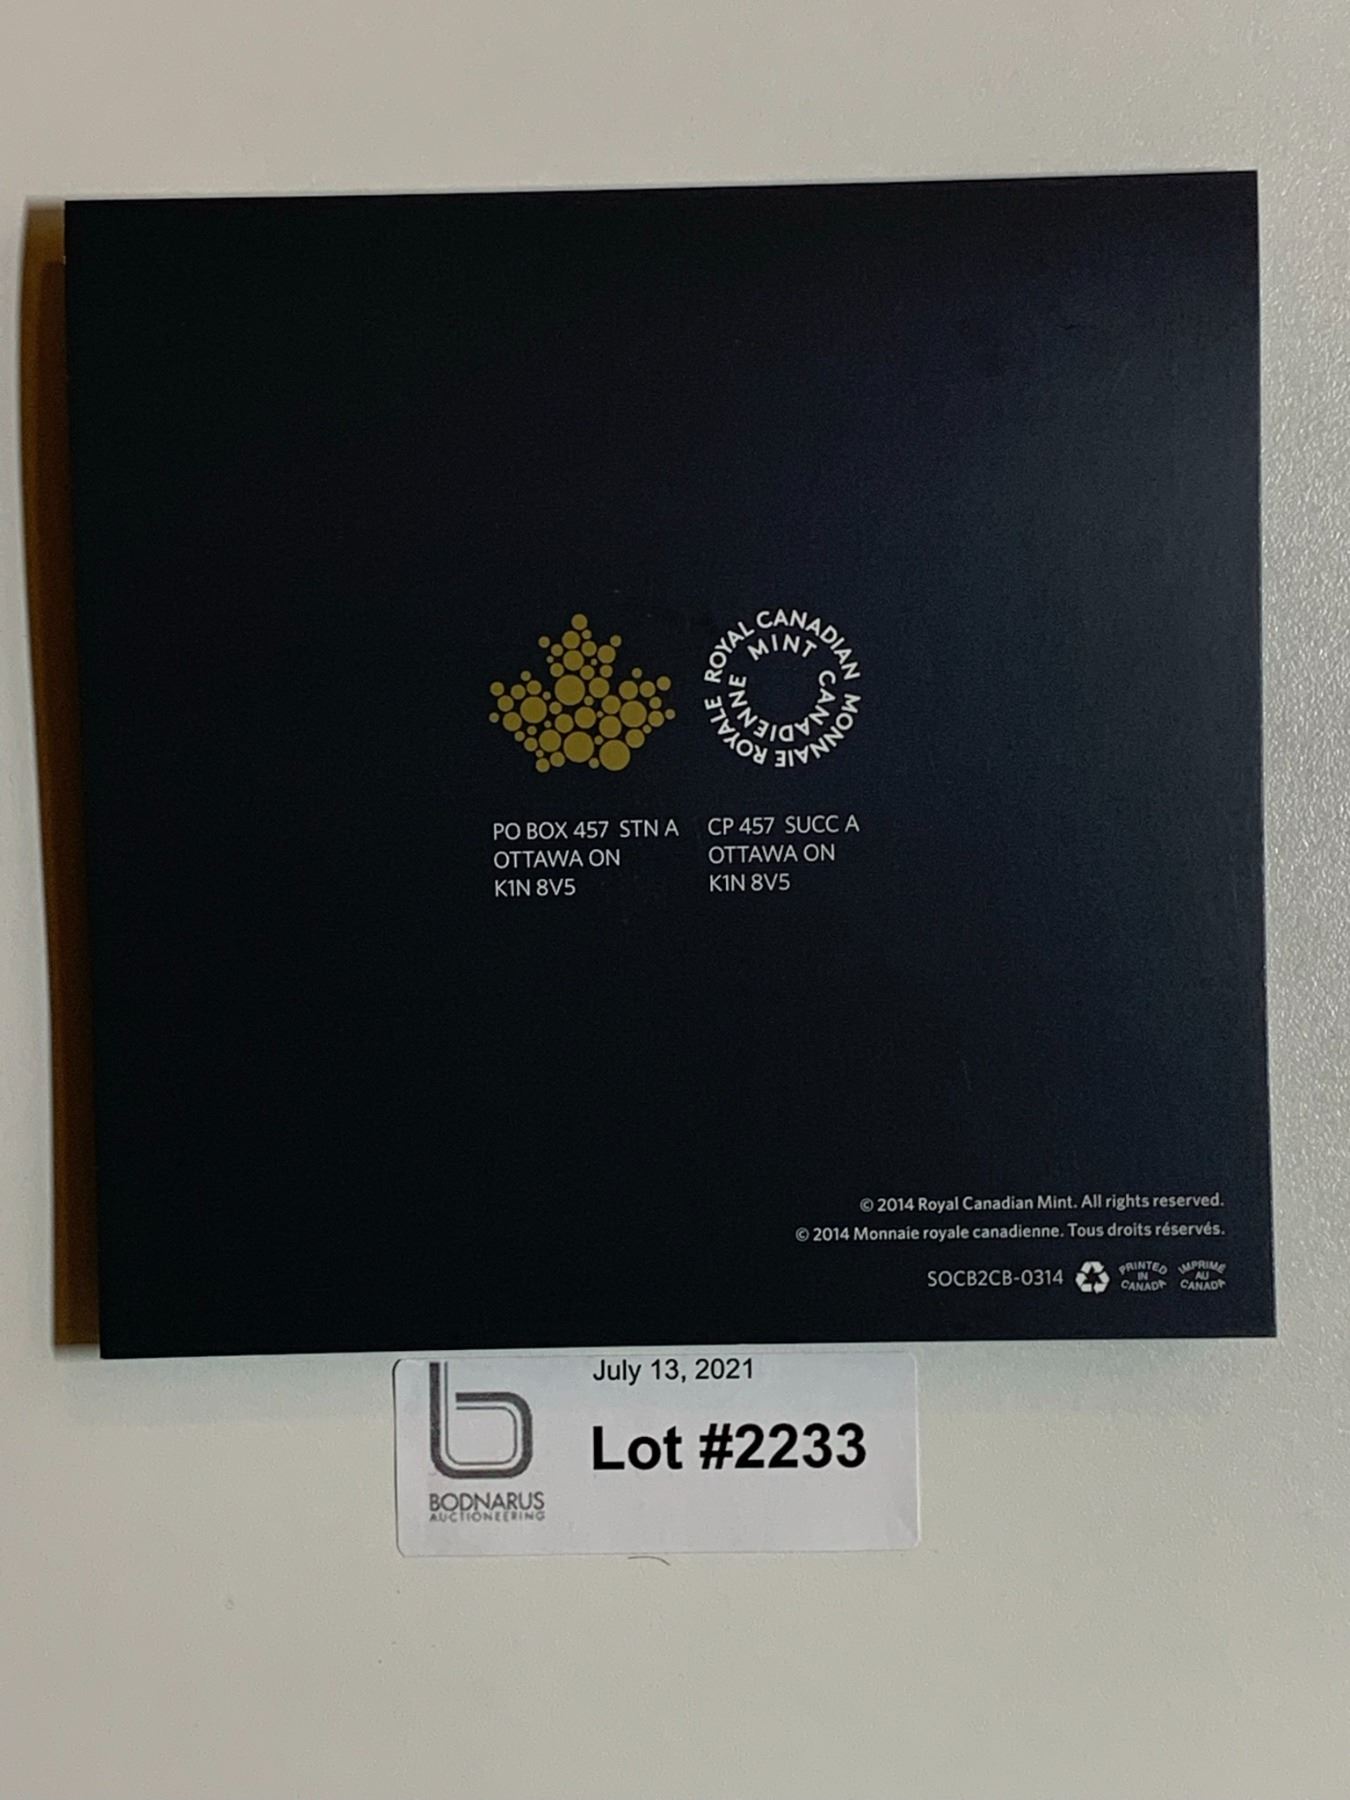 ROYAL CANADIAN MINT
MONNAIE ROYALE CANADIENNE
PO BOX 457 STN A
OTTAWA ON
K1N 8V5
CP 457 SUCC A
OTTAWA ON
K1N 8V5
© 2014 Royal Canadian Mint. All rights reserved.
© 2014 Monnaie royale canadienne. Tous droits réservés.
SOCB2CB-0314
PRINTED
IN
CANADA
IMPRIMÉ
AU
CANADA
July 13, 2021
Lot #2233
BODNARUS
AUCTIONEERING